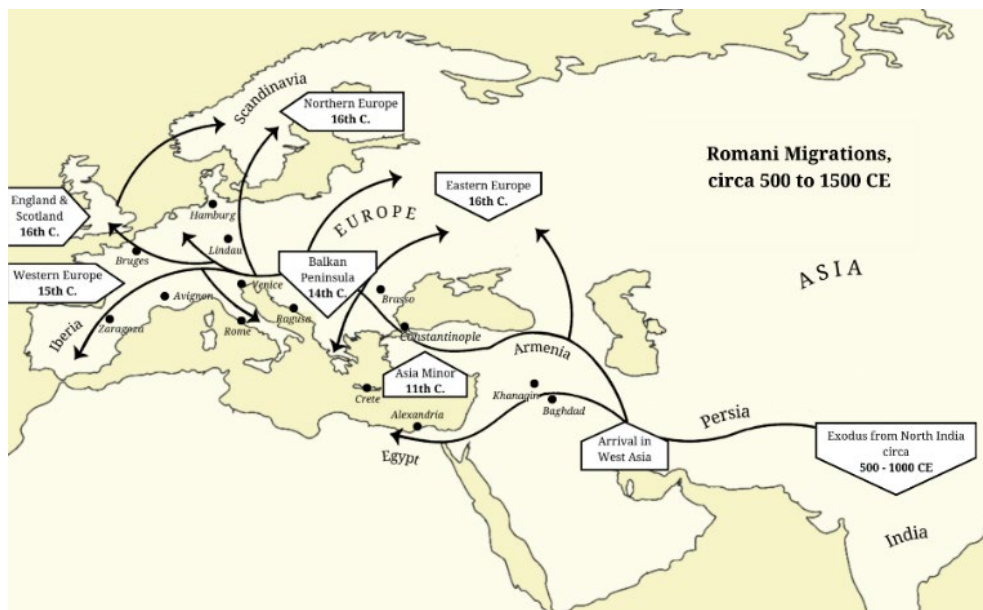 Romani Migrations,
circa 500 to 1500 CE
Scandinavia
Northern Europe
16th C.
England &
Scotland
16th C.
Hamburg
Lindau
Bruges
EUROPE
Eastern Europe
16th C.
ASIA
Western Europe
15th C.
Balkan
Peninsula
14th C.
Venice
Avignon
Ragusa
Brasso
Iberia
Zaragoza
Rome
Constantinople
Armenia
Asia Minor
11th C.
Crete
Khanagin
Baghdad
Alexandria
Egypt
Arrival in
West Asia
Persia
Exodus from North India
circa
500 - 1000 CE
India